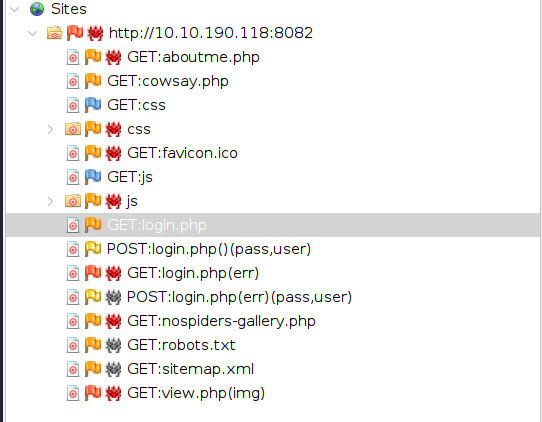 Sites
http://10.10.190.118:8082
GET:aboutme.php
GET:cowsay.php
GET:css
css
GET:favicon.ico
GET:js
js
GET:login.php
POST:login.php()(pass,user)
GET:login.php(err)
POST:login.php(err)(pass,user)
GET:nospiders-gallery.php
GET:robots.txt
GET:sitemap.xml
GET:view.php(img)